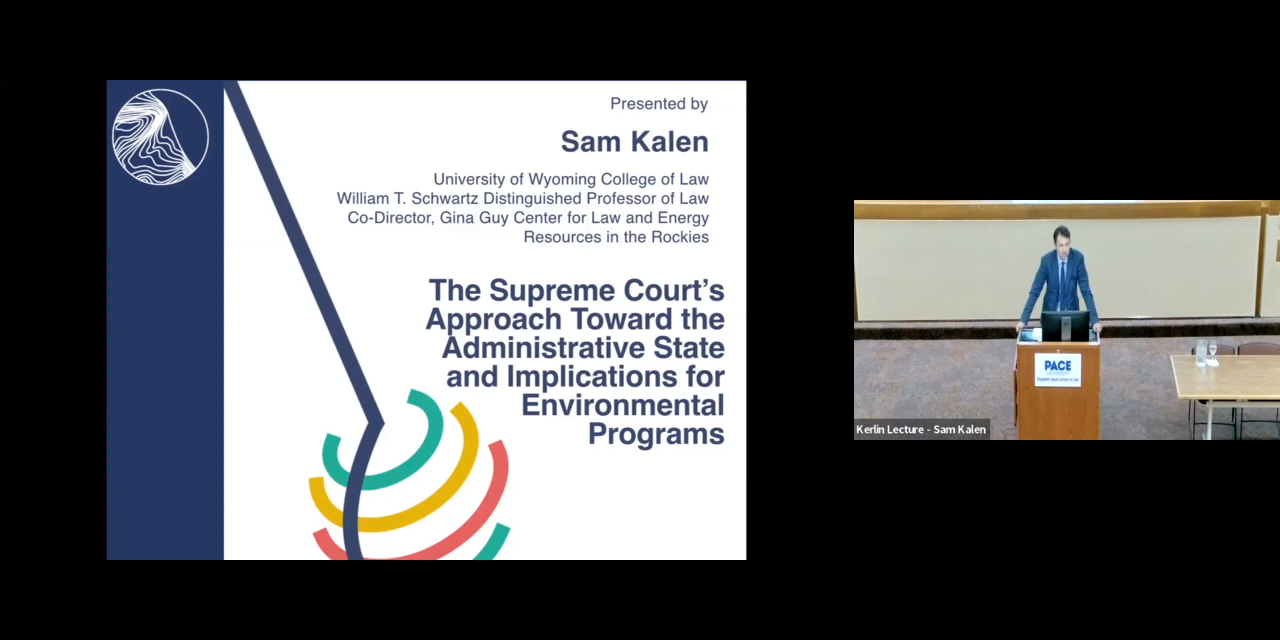 Presented by
Sam Kalen
University of Wyoming College of Law
William T. Schwartz Distinguished Professor of Law
Co-Director, Gina Guy Center for Law and Energy
Resources in the Rockies
The Supreme Court’s
Approach Toward the
Administrative State
and Implications for
Environmental
Programs
PACE
Kerlin Lecture - Sam Kalen